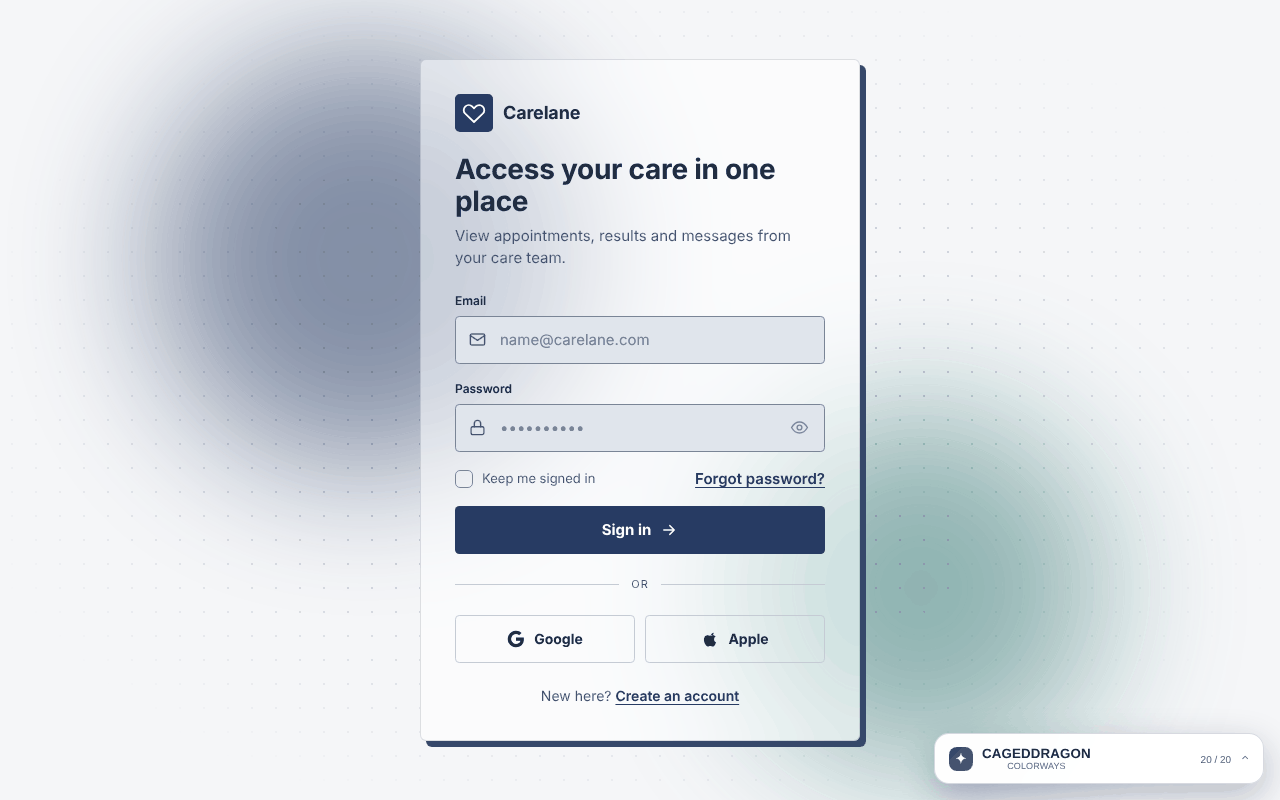 Carelane
Access your care in one
place
View appointments, results and messages from
your care team.
Email
name@carelane.com
Password
••••••••••
Keep me signed in
Forgot password?
Sign in →
OR
Google
Apple
New here? Create an account
CAGEDDRAGON
COLORWAYS
20 / 20